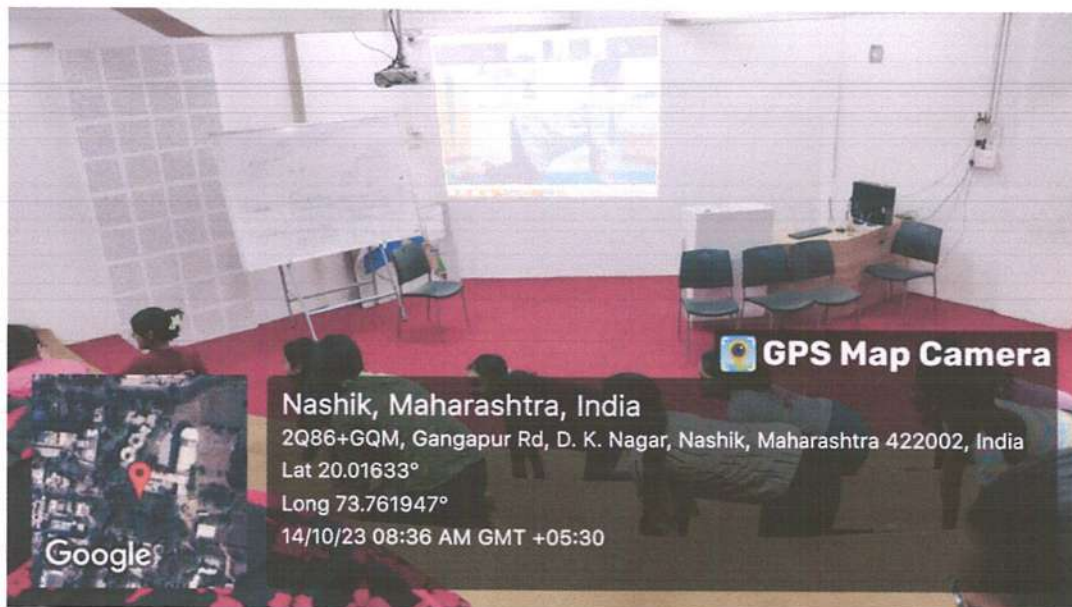 GPS Map Camera
Nashik, Maharashtra, India
2Q86+GQM, Gangapur Rd, D. K. Nagar, Nashik, Maharashtra 422002, India
Lat 20.01633°
Long 73.761947°
14/10/23 08:36 AM GMT +05:30
Google